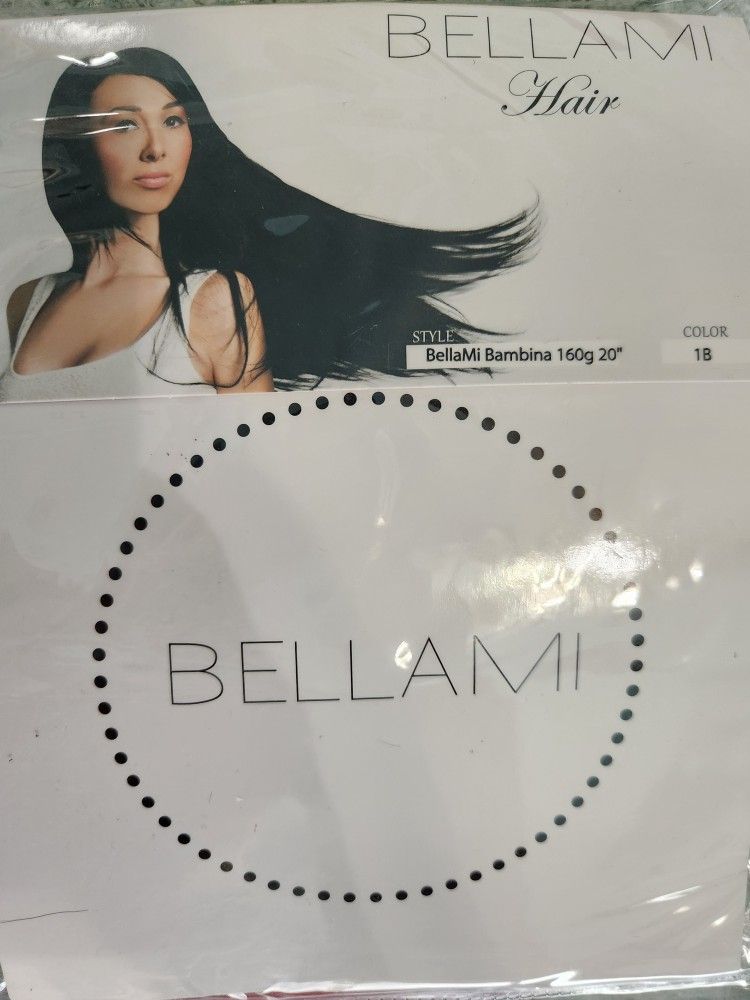 BELLAMI
Hair
STYLE
BellaMi Bambina 160g 20"
COLOR
1B
BELLAMI